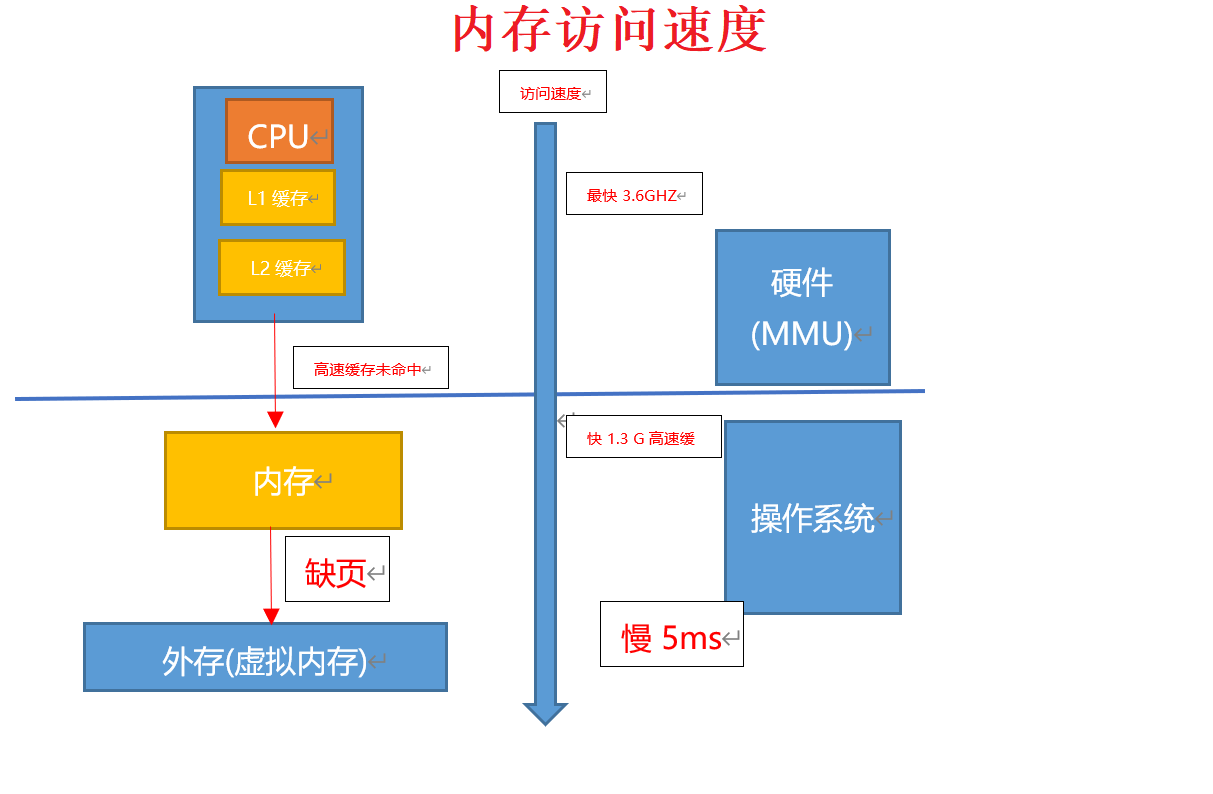 内存访问速度
访问速度
CPU
L1 缓存
L2 缓存
最快 3.6GHZ
硬件
(MMU)
高速缓存未命中
快 1.3 G 高速缓
内存
操作系统
缺页
慢 5ms
外存(虚拟内存)